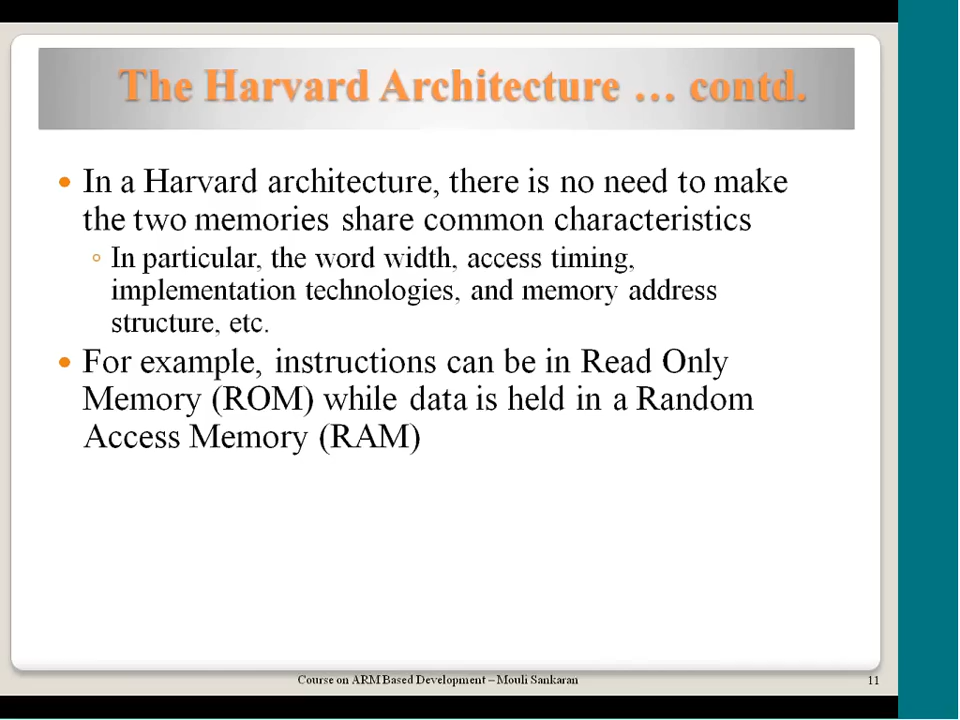 The Harvard Architecture … contd.
In a Harvard architecture, there is no need to make
the two memories share common characteristics
In particular, the word width, access timing,
implementation technologies, and memory address
structure, etc.
For example, instructions can be in Read Only
Memory (ROM) while data is held in a Random
Access Memory (RAM)
Course on ARM Based Development – Mouli Sankaran
11